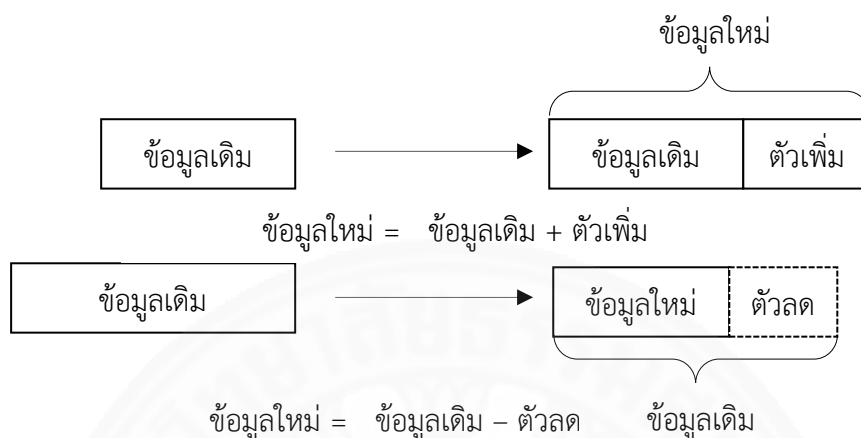 ข้อมูลใหม่
ข้อมูลเดิม ข้อมูลเดิม ตัวเพิ่ม
ข้อมูลใหม่ = ข้อมูลเดิม + ตัวเพิ่ม
ข้อมูลเดิม ข้อมูลใหม่ ตัวลด
ข้อมูลใหม่ = ข้อมูลเดิม – ตัวลด ข้อมูลเดิม